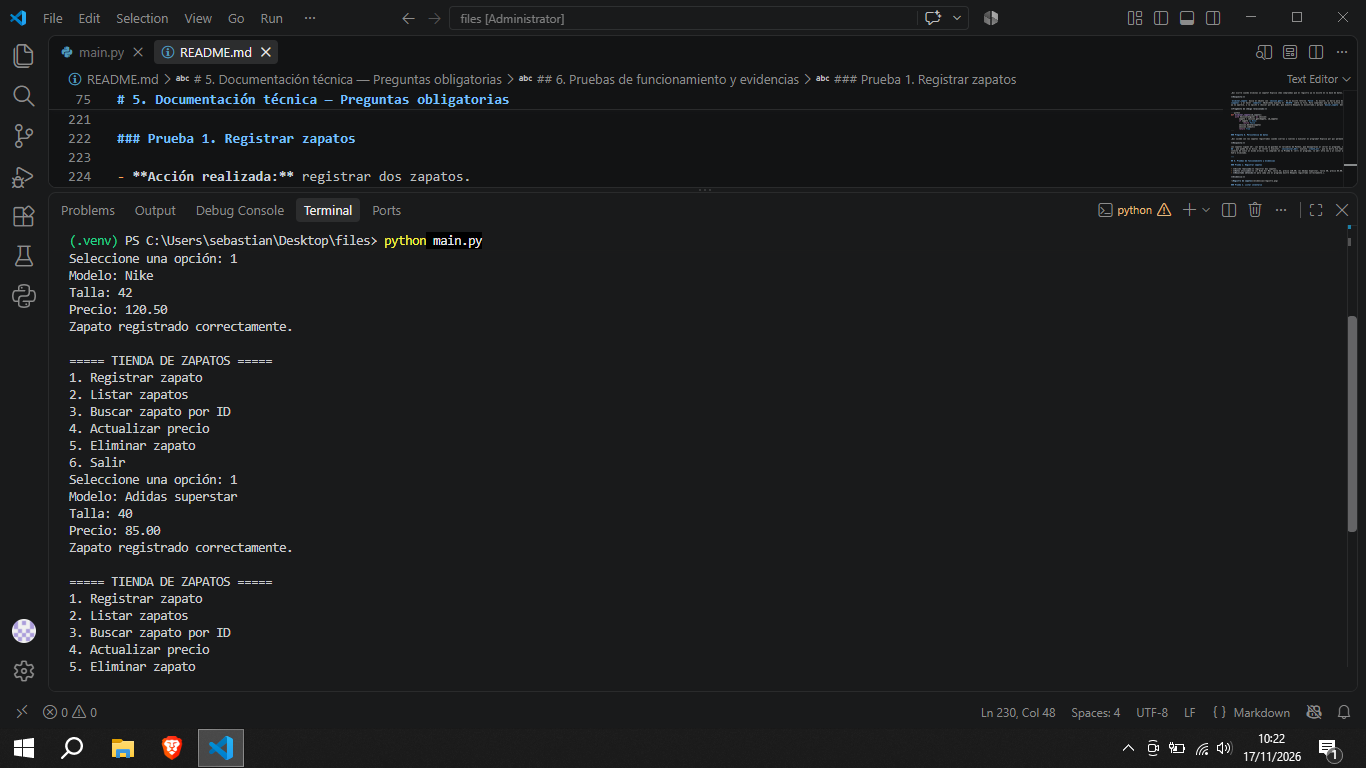 File Edit Selection View Go Run ··· files [Administrator]
main.py README.md
README.md > abc # 5. Documentación técnica — Preguntas obligatorias > abc ## 6. Pruebas de funcionamiento y evidencias > abc ### Prueba 1. Registrar zapatos Text Editor
75 # 5. Documentación técnica — Preguntas obligatorias
221
222 ### Prueba 1. Registrar zapatos
223
224 - **Acción realizada:** registrar dos zapatos.
Problems Output Debug Console Terminal Ports python
(.venv) PS C:\Users\sebastian\Desktop\files> python main.py
Seleccione una opción: 1
Modelo: Nike
Talla: 42
Precio: 120.50
Zapato registrado correctamente.
===== TIENDA DE ZAPATOS =====
1. Registrar zapato
2. Listar zapatos
3. Buscar zapato por ID
4. Actualizar precio
5. Eliminar zapato
6. Salir
Seleccione una opción: 1
Modelo: Adidas superstar
Talla: 40
Precio: 85.00
Zapato registrado correctamente.
===== TIENDA DE ZAPATOS =====
1. Registrar zapato
2. Listar zapatos
3. Buscar zapato por ID
4. Actualizar precio
5. Eliminar zapato
0 0 Ln 230, Col 48 Spaces: 4 UTF-8 LF { } Markdown
10:22
17/11/2026
1